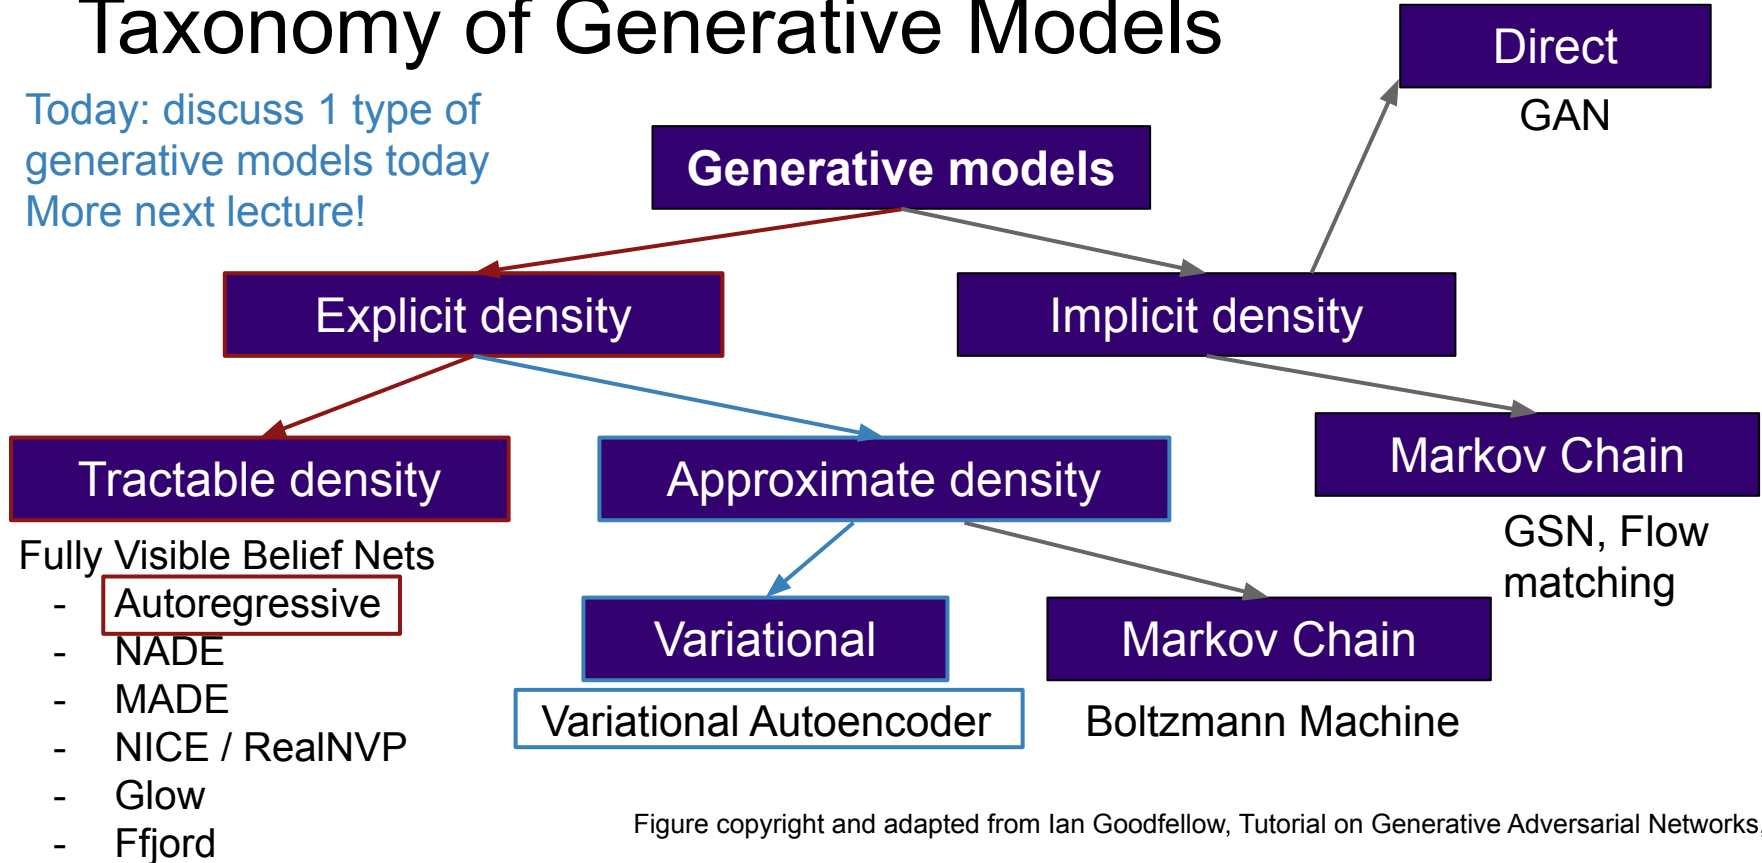 Taxonomy of Generative Models
Today: discuss 1 type of
generative models today
More next lecture!
Direct
GAN
Generative models
Explicit density
Implicit density
Tractable density
Approximate density
Markov Chain
GSN, Flow
matching
Fully Visible Belief Nets
- Autoregressive
- NADE
- MADE
- NICE / RealNVP
- Glow
- Ffjord
Variational
Markov Chain
Variational Autoencoder
Boltzmann Machine
Figure copyright and adapted from Ian Goodfellow, Tutorial on Generative Adversarial Networks,